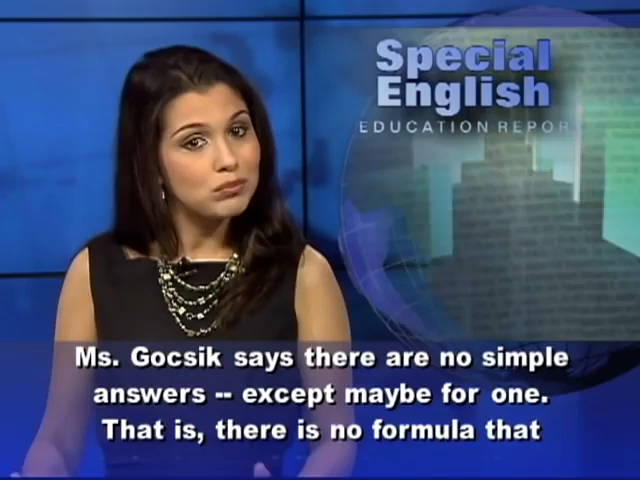 Special
English
EDUCATION REPORT
Ms. Gocsik says there are no simple
answers -- except maybe for one.
That is, there is no formula that